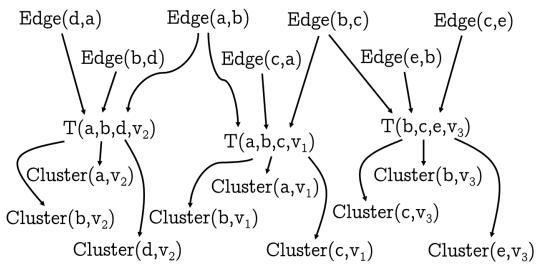 Edge(d,a) Edge(a,b) Edge(b,c) Edge(c,e)
Edge(b,d) Edge(c,a) Edge(e,b)
T(a,b,d,v₂) T(a,b,c,v₁) T(b,c,e,v₃)
Cluster(a,v₂) Cluster(a,v₁) Cluster(b,v₃)
Cluster(b,v₂) Cluster(b,v₁) Cluster(c,v₃)
Cluster(d,v₂) Cluster(c,v₁) Cluster(e,v₃)